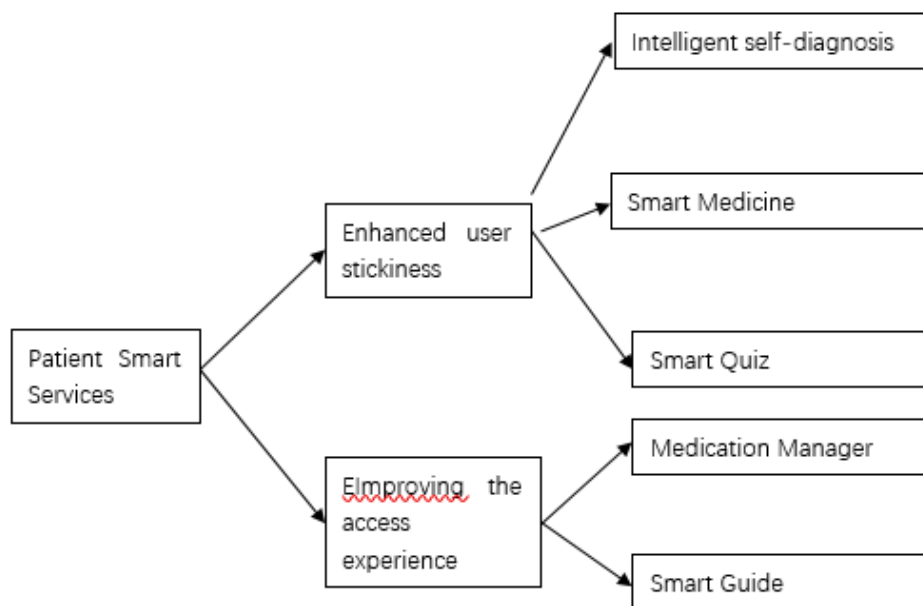 Intelligent self-diagnosis
Smart Medicine
Enhanced user
stickiness
Smart Quiz
Patient Smart
Services
Medication Manager
EImproving the
access
experience
Smart Guide